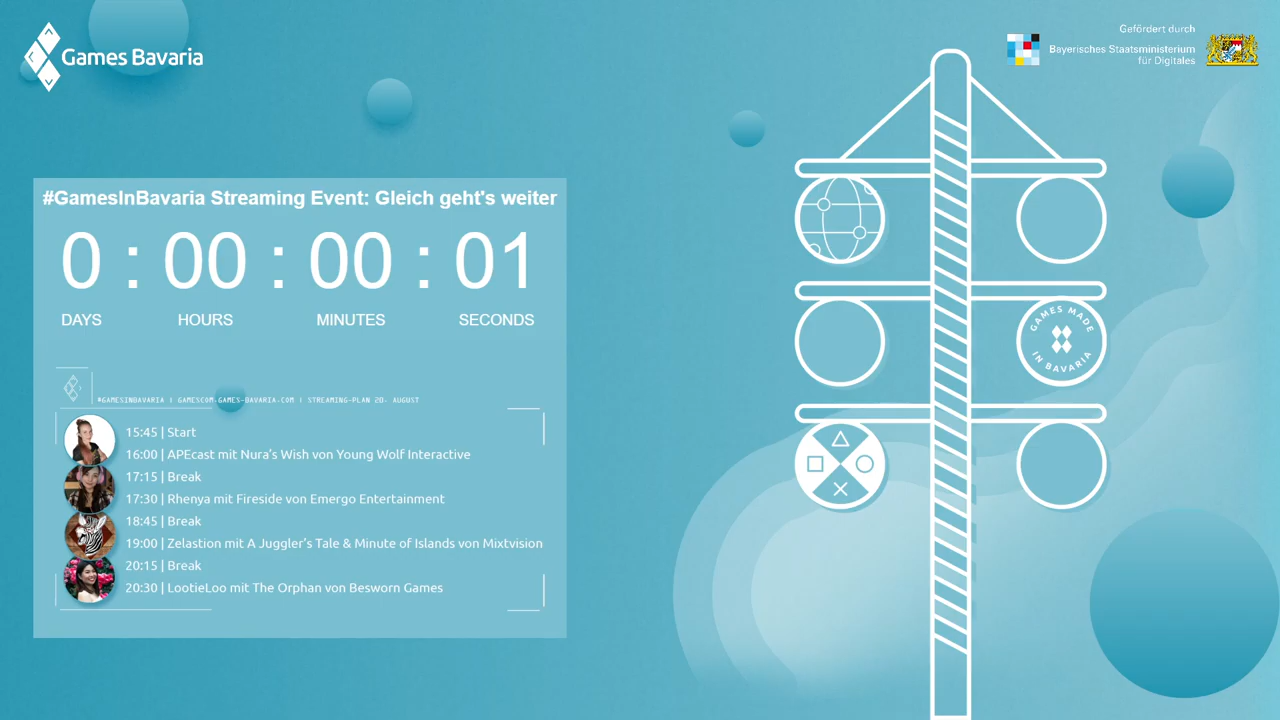 Games Bavaria
Gefördert durch
Bayerisches Staatsministerium
für Digitales
#GamesInBavaria Streaming Event: Gleich geht's weiter
0 : 00 : 00 : 01
DAYS HOURS MINUTES SECONDS
#GAMESINBAVARIA | GAMESCOM.GAMES-BAVARIA.COM | STREAMING-PLAN 28. AUGUST
15:45 | Start
16:00 | APEcast mit Nura's Wish von Young Wolf Interactive
17:15 | Break
17:30 | Rhenya mit Fireside von Emergo Entertainment
18:45 | Break
19:00 | Zelastion mit A Juggler's Tale & Minute of Islands von Mixtvision
20:15 | Break
20:30 | LootieLoo mit The Orphan von Besworn Games
GAMES MADE
IN BAVARIA